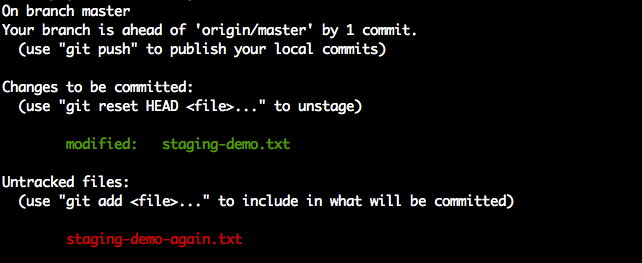 On branch master
Your branch is ahead of 'origin/master' by 1 commit.
  (use "git push" to publish your local commits)

Changes to be committed:
  (use "git reset HEAD <file>..." to unstage)

        modified:   staging-demo.txt

Untracked files:
  (use "git add <file>..." to include in what will be committed)

        staging-demo-again.txt